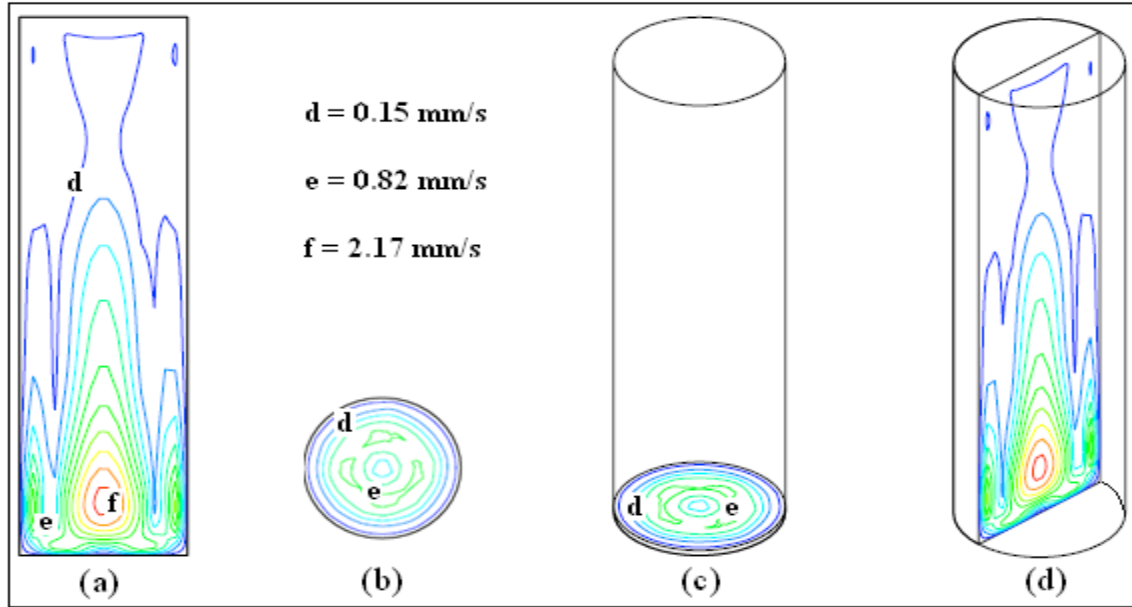 d = 0.15 mm/s
e = 0.82 mm/s
f = 2.17 mm/s
d
f
e
d
e
d
e
(a)
(b)
(c)
(d)